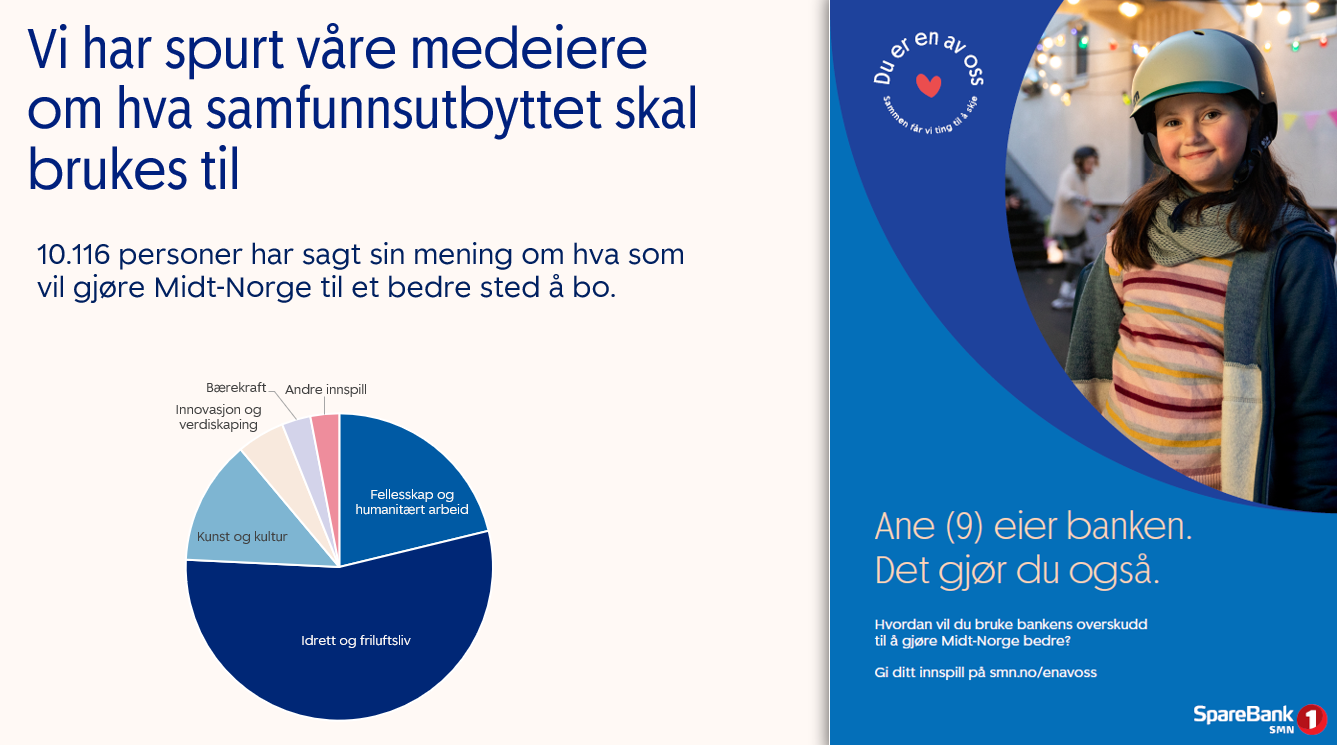 Vi har spurt våre medeiere
om hva samfunnsutbyttet skal
brukes til
10.116 personer har sagt sin mening om hva som
vil gjøre Midt-Norge til et bedre sted å bo.
Bærekraft
Andre innspill
Innovasjon og
verdiskaping
Fellesskap og
humanitært arbeid
Kunst og kultur
Idrett og friluftsliv
Du er en av oss
Sammen får vi ting til å skje
Ane (9) eier banken.
Det gjør du også.
Hvordan vil du bruke bankens overskudd
til å gjøre Midt-Norge bedre?
Gi ditt innspill på smn.no/enavoss
SpareBank 1
SMN